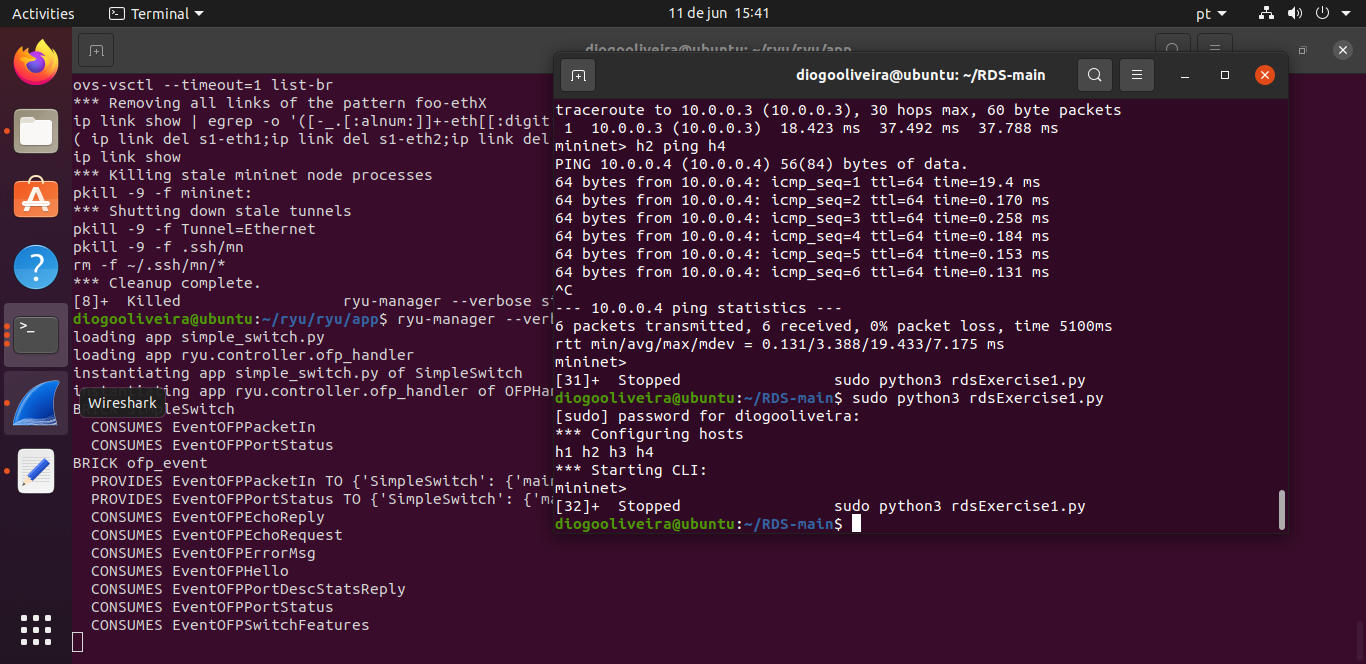 Activities
Terminal
11 de jun 15:41
pt
diogooliveira@ubuntu: ~/ryu/ryu/app
ovs-vsctl --timeout=1 list-br
*** Removing all links of the pattern foo-ethX
ip link show | egrep -o '([-_.[:alnum:]]+-eth[[:digit
( ip link del s1-eth1;ip link del s1-eth2;ip link del
ip link show
*** Killing stale mininet node processes
pkill -9 -f mininet:
*** Shutting down stale tunnels
pkill -9 -f Tunnel=Ethernet
pkill -9 -f .ssh/mn
rm -f ~/.ssh/mn/*
*** Cleanup complete.
[8]+  Killed                  ryu-manager --verbose si
diogooliveira@ubuntu:~/ryu/ryu/app$ ryu-manager --verb
loading app simple_switch.py
loading app ryu.controller.ofp_handler
instantiating app simple_switch.py of SimpleSwitch
instantiating app ryu.controller.ofp_handler of OFPHan
Wireshark
BRICK SimpleSwitch
  CONSUMES EventOFPPacketIn
  CONSUMES EventOFPPortStatus
BRICK ofp_event
  PROVIDES EventOFPPacketIn TO {'SimpleSwitch': {'main
  PROVIDES EventOFPPortStatus TO {'SimpleSwitch': {'ma
  CONSUMES EventOFPEchoReply
  CONSUMES EventOFPEchoRequest
  CONSUMES EventOFPErrorMsg
  CONSUMES EventOFPHello
  CONSUMES EventOFPPortDescStatsReply
  CONSUMES EventOFPPortStatus
  CONSUMES EventOFPSwitchFeatures
diogooliveira@ubuntu: ~/RDS-main
traceroute to 10.0.0.3 (10.0.0.3), 30 hops max, 60 byte packets
 1  10.0.0.3 (10.0.0.3)  18.423 ms  37.492 ms  37.788 ms
mininet> h2 ping h4
PING 10.0.0.4 (10.0.0.4) 56(84) bytes of data.
64 bytes from 10.0.0.4: icmp_seq=1 ttl=64 time=19.4 ms
64 bytes from 10.0.0.4: icmp_seq=2 ttl=64 time=0.170 ms
64 bytes from 10.0.0.4: icmp_seq=3 ttl=64 time=0.258 ms
64 bytes from 10.0.0.4: icmp_seq=4 ttl=64 time=0.184 ms
64 bytes from 10.0.0.4: icmp_seq=5 ttl=64 time=0.153 ms
64 bytes from 10.0.0.4: icmp_seq=6 ttl=64 time=0.131 ms
^C
--- 10.0.0.4 ping statistics ---
6 packets transmitted, 6 received, 0% packet loss, time 5100ms
rtt min/avg/max/mdev = 0.131/3.388/19.433/7.175 ms
mininet>
[31]+  Stopped                 sudo python3 rdsExercise1.py
diogooliveira@ubuntu:~/RDS-main$ sudo python3 rdsExercise1.py
[sudo] password for diogooliveira:
*** Configuring hosts
h1 h2 h3 h4
*** Starting CLI:
mininet>
[32]+  Stopped                 sudo python3 rdsExercise1.py
diogooliveira@ubuntu:~/RDS-main$